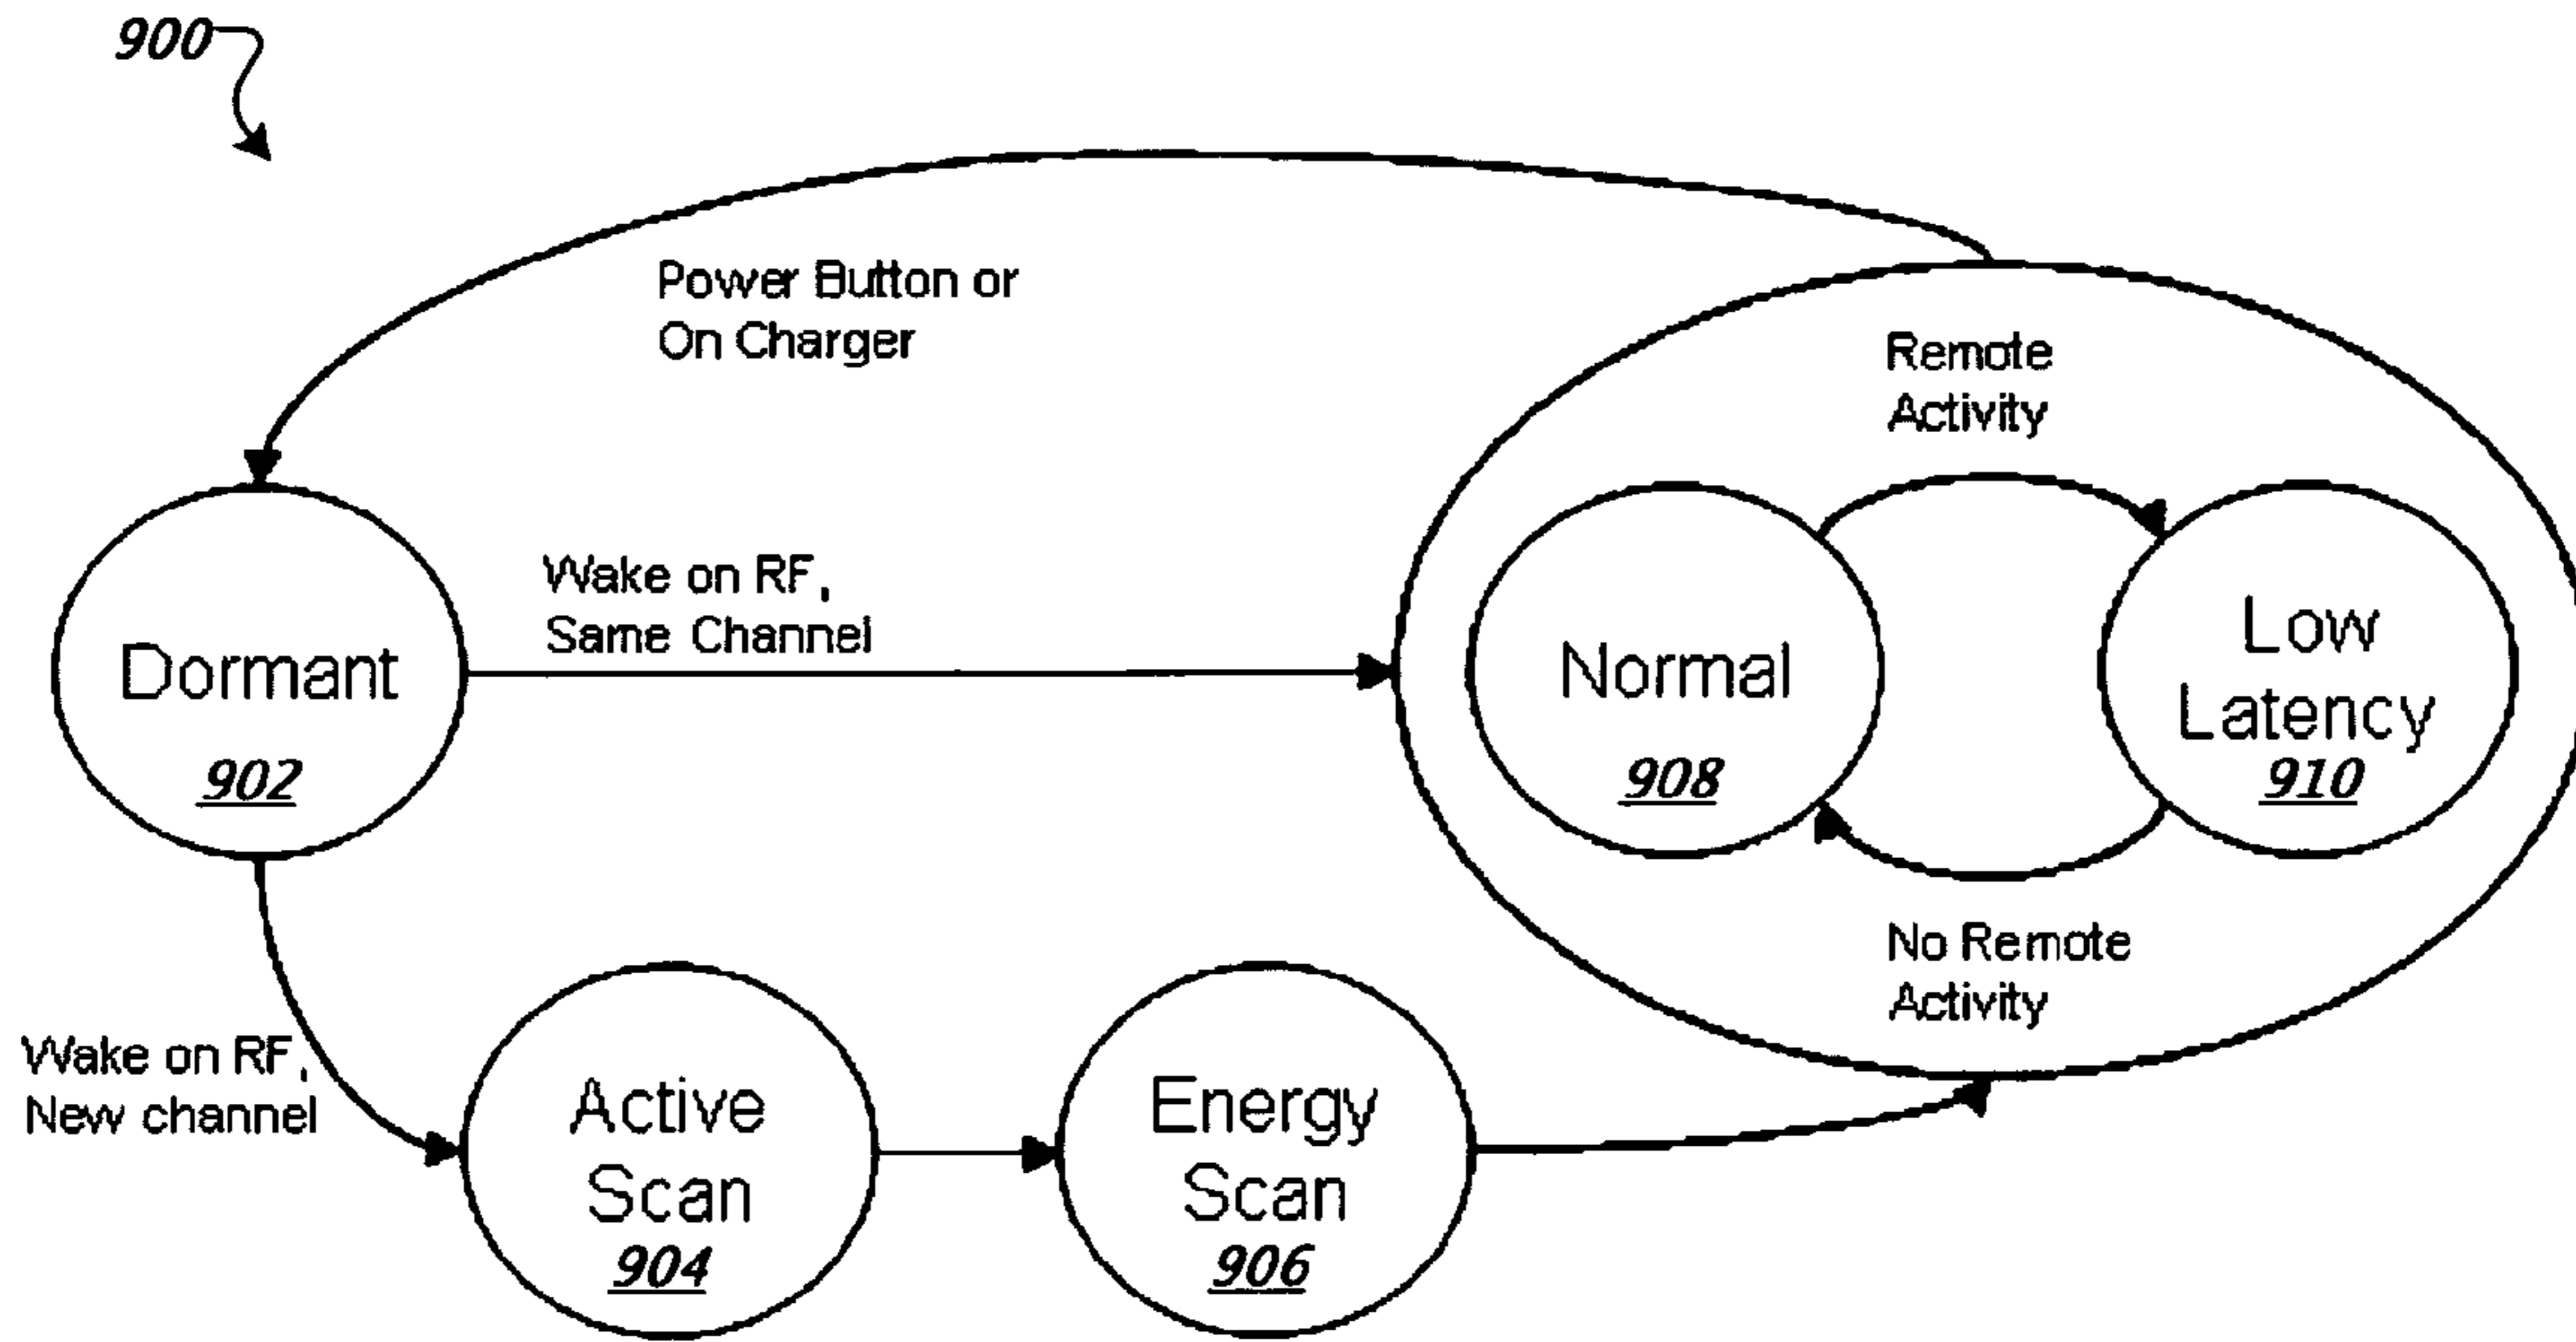 900
Power Button or
On Charger
Remote
Activity
Wake on RF,
Same Channel
Dormant
902
Normal
908
Low
Latency
910
No Remote
Activity
Wake on RF,
New channel
Active
Scan
904
Energy
Scan
906